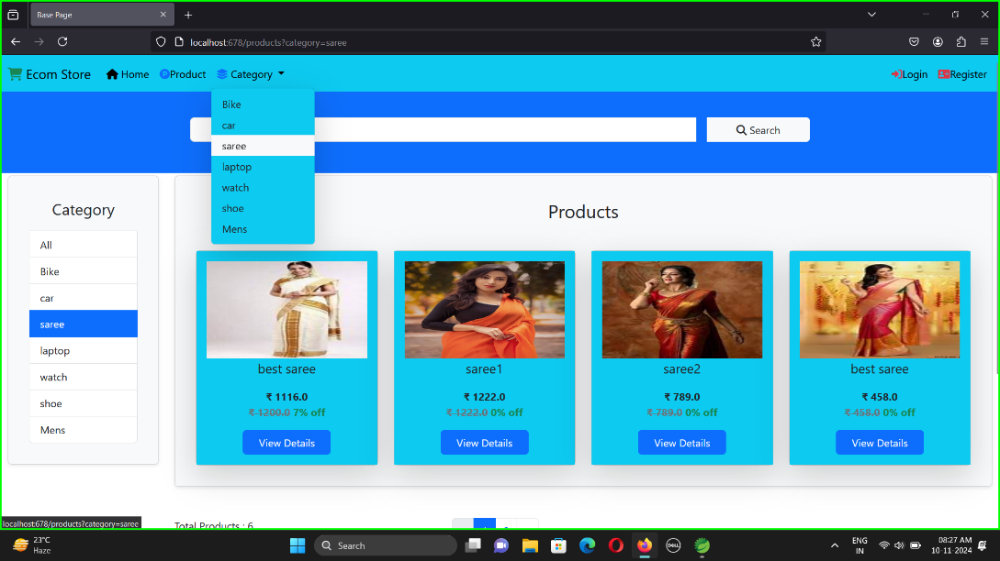 Base Page
localhost:678/products?category=saree
Ecom Store
Home
Product
Category
Login
Register
Bike
car
saree
laptop
watch
shoe
Mens
Search
Category
All
Bike
car
saree
laptop
watch
shoe
Mens
Products
best saree
₹ 1116.0
₹ 1200.0 7% off
View Details
saree1
₹ 1222.0
₹ 1222.0 0% off
View Details
saree2
₹ 789.0
₹ 789.0 0% off
View Details
best saree
₹ 458.0
₹ 458.0 0% off
View Details
Total Products : 6
localhost:678/products?category=saree
23°C
Haze
Search
DELL
ENG
IN
08:27 AM
10-11-2024